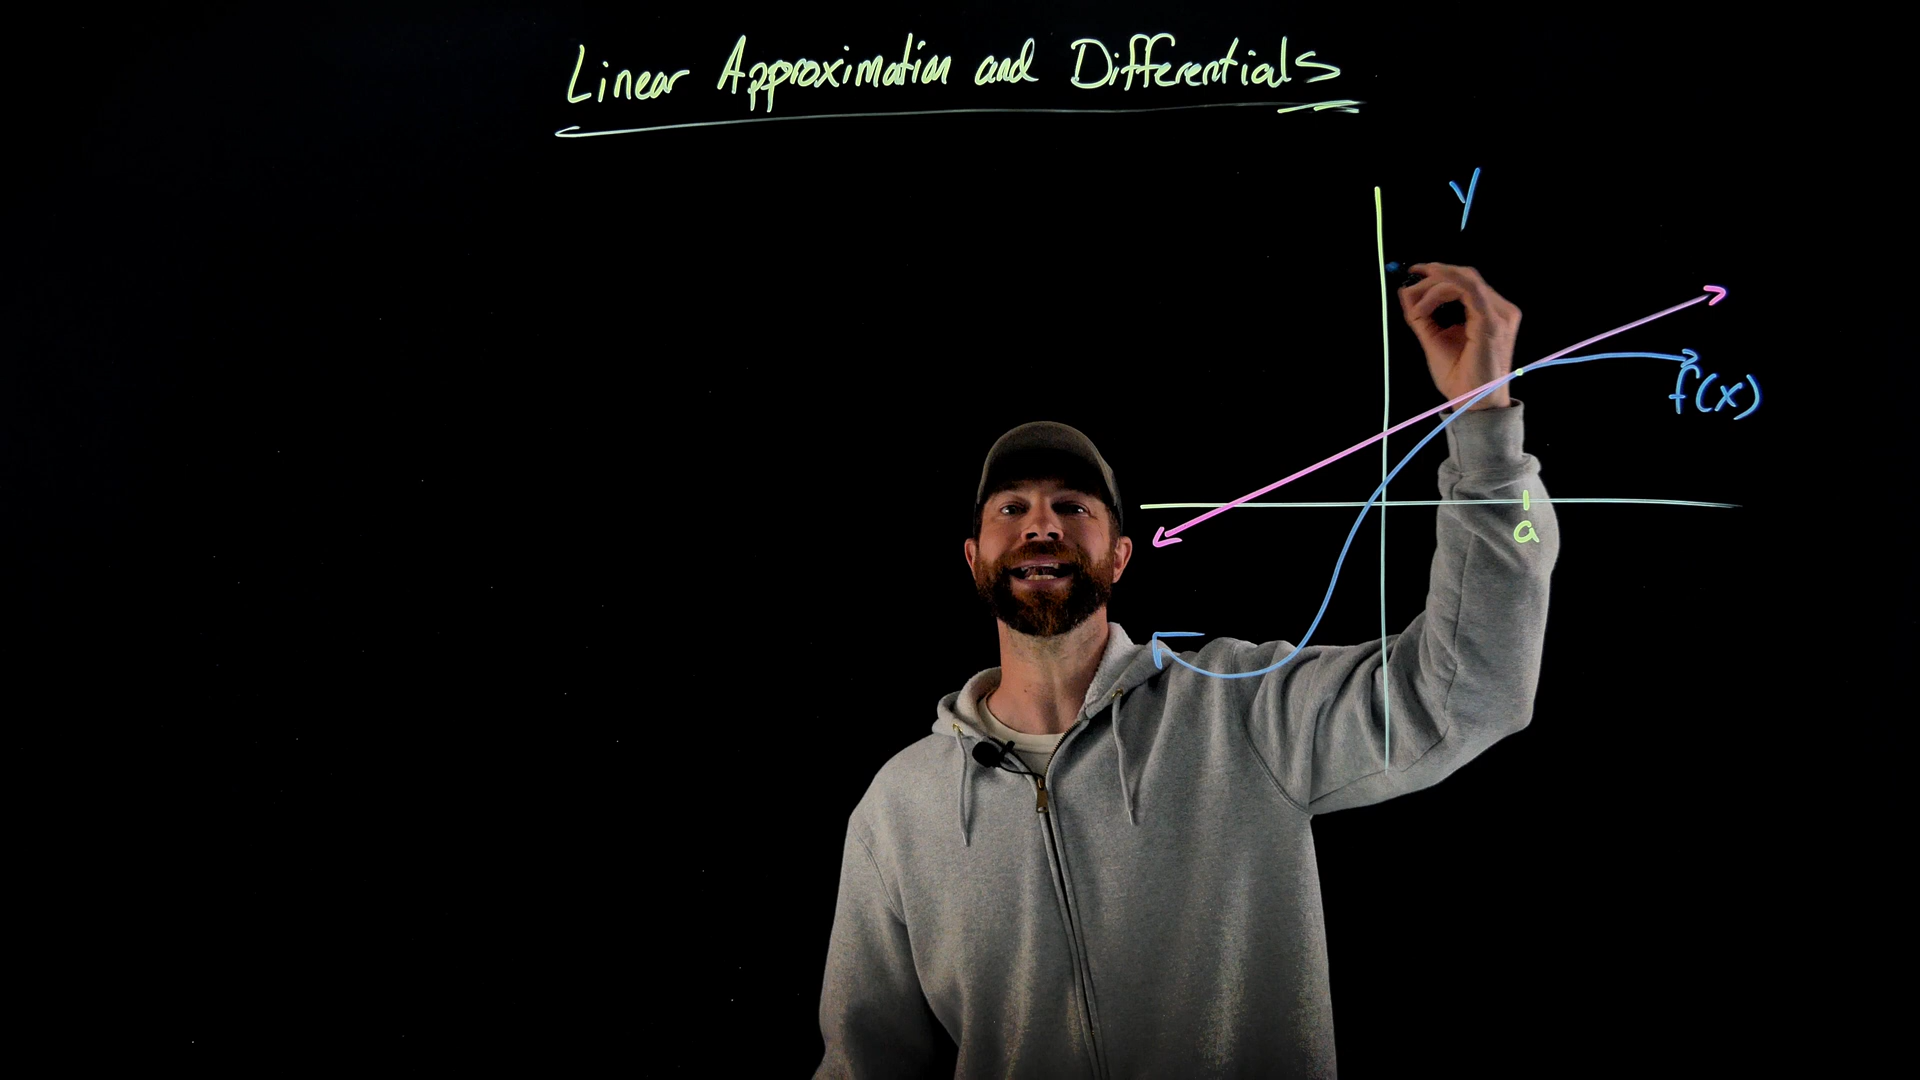 Linear Approximation and Differentials
y
f(x)
a